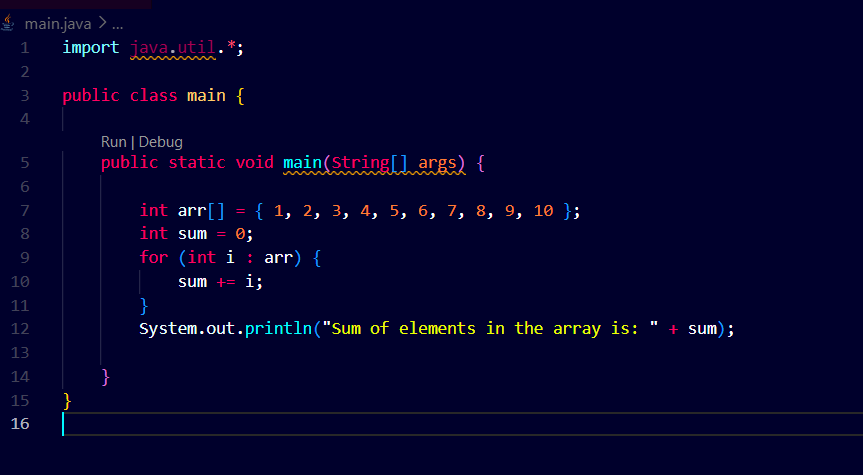 main.java > ...
1 import java.util.*;
2
3 public class main {
4
Run | Debug
5 public static void main(String[] args) {
6
7 int arr[] = { 1, 2, 3, 4, 5, 6, 7, 8, 9, 10 };
8 int sum = 0;
9 for (int i : arr) {
10 sum += i;
11 }
12 System.out.println("Sum of elements in the array is: " + sum);
13
14 }
15 }
16